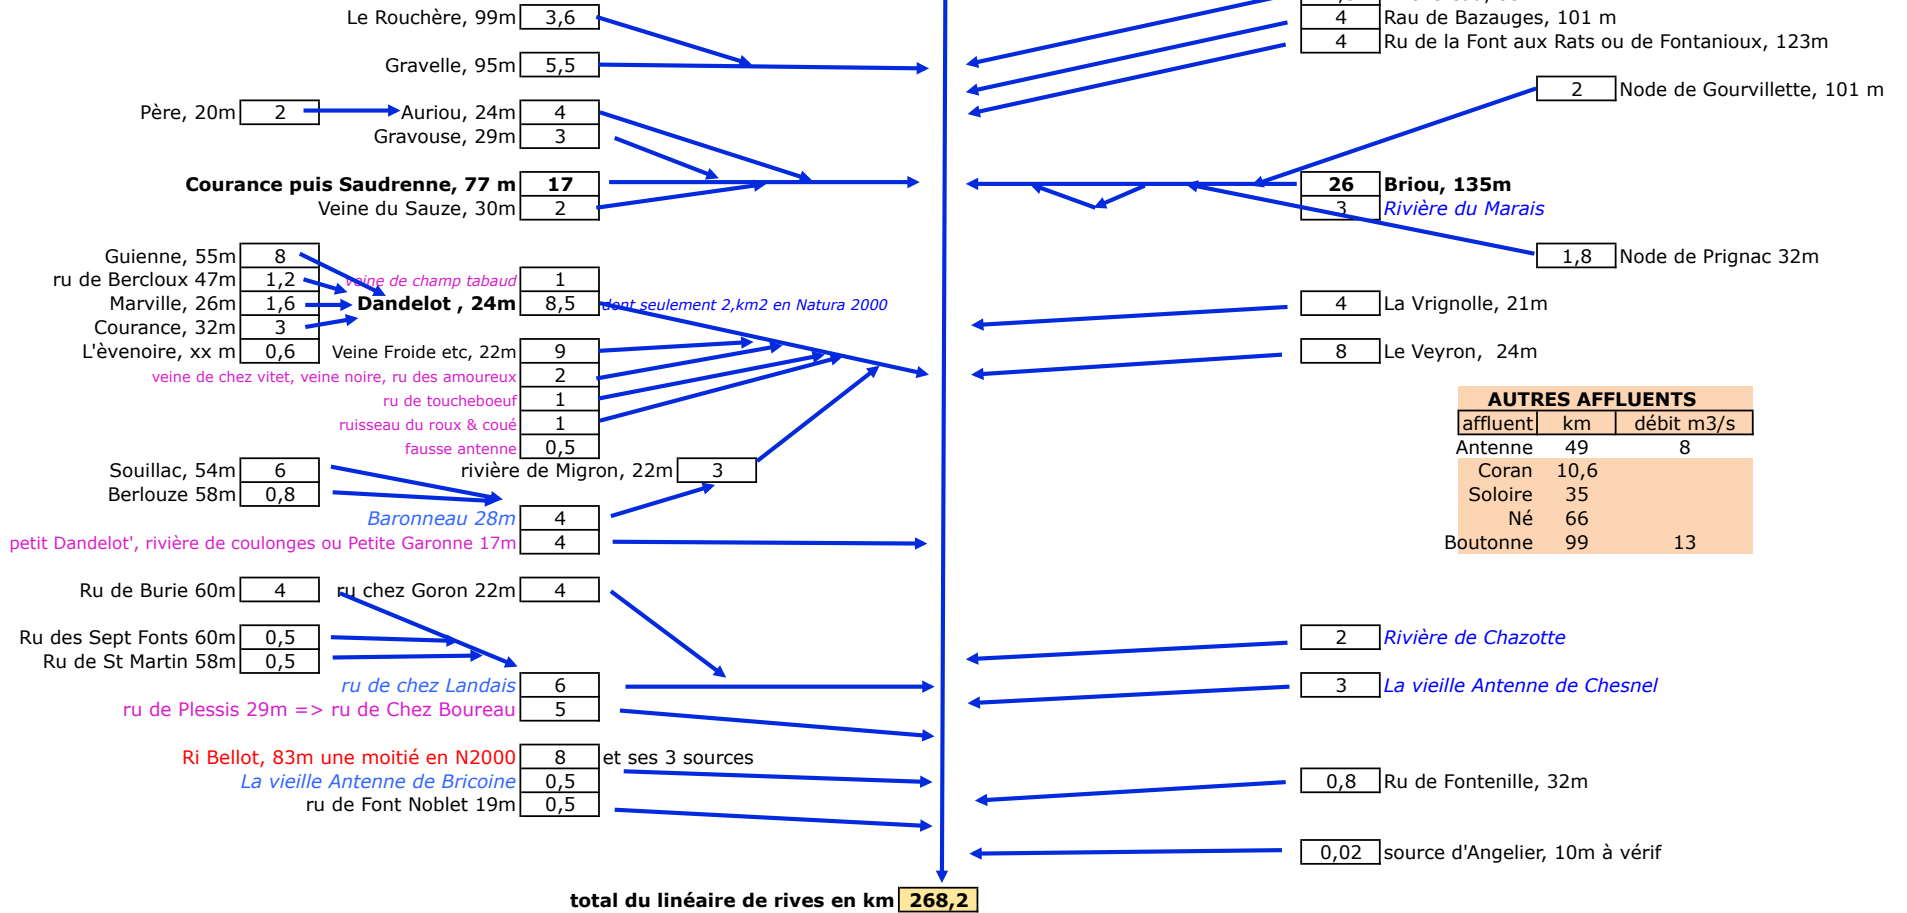 Le Rouchère, 99m 3,6
4 Rau de Bazauges, 101 m
4 Ru de la Font aux Rats ou de Fontanioux, 123m
Gravelle, 95m 5,5
2 Node de Gourvillette, 101 m
Père, 20m 2 Auriou, 24m 4
Gravouse, 29m 3
Courance puis Saudrenne, 77 m 17
26 Briou, 135m
Veine du Sauze, 30m 2
3 Rivière du Marais
Guienne, 55m 8
1,8 Node de Prignac 32m
ru de Bercloux 47m 1,2 veine de champ tabaud 1
Marville, 26m 1,6 Dandelot , 24m 8,5 dont seulement 2,km2 en Natura 2000
4 La Vrignolle, 21m
Courance, 32m 3
L'èvenoire, xx m 0,6 Veine Froide etc, 22m 9
8 Le Veyron, 24m
veine de chez vitet, veine noire, ru des amoureux 2
ru de toucheboeuf 1
ruisseau du roux & coué 1
fausse antenne 0,5
AUTRES AFFLUENTS
affluent km débit m3/s
Antenne 49 8
Coran 10,6
Soloire 35
Né 66
Boutonne 99 13
Souillac, 54m 6 rivière de Migron, 22m 3
Berlouze 58m 0,8
Baronneau 28m 4
petit Dandelot', rivière de coulonges ou Petite Garonne 17m 4
Ru de Burie 60m 4 ru chez Goron 22m 4
Ru des Sept Fonts 60m 0,5
2 Rivière de Chazotte
Ru de St Martin 58m 0,5
ru de chez Landais 6
3 La vieille Antenne de Chesnel
ru de Plessis 29m => ru de Chez Boureau 5
Ri Bellot, 83m une moitié en N2000 8 et ses 3 sources
La vieille Antenne de Bricoine 0,5
0,8 Ru de Fontenille, 32m
ru de Font Noblet 19m 0,5
0,02 source d'Angelier, 10m à vérif
total du linéaire de rives en km 268,2